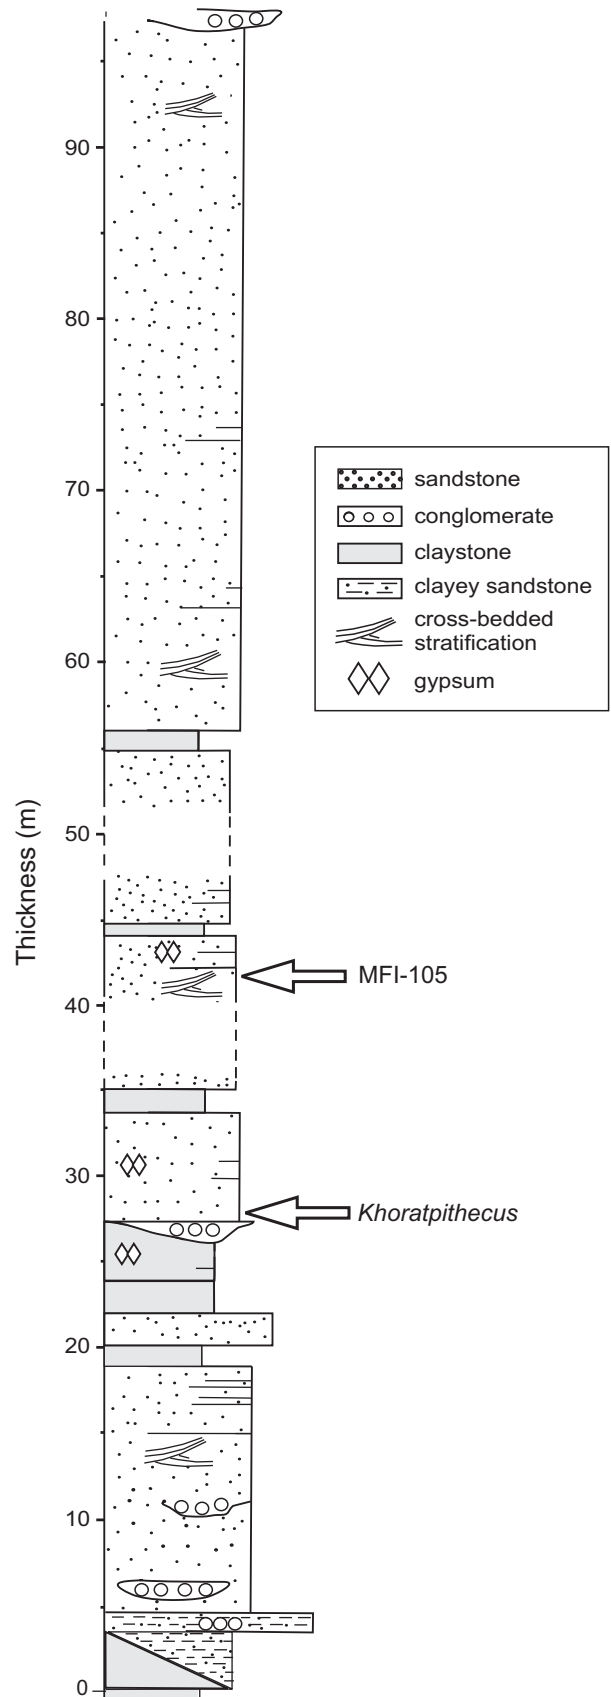 90
80
70
60
50
40
30
20
10
0
Thickness (m)
sandstone
conglomerate
claystone
clayey sandstone
cross-bedded
stratification
gypsum
MFI-105
Khoratpithecus